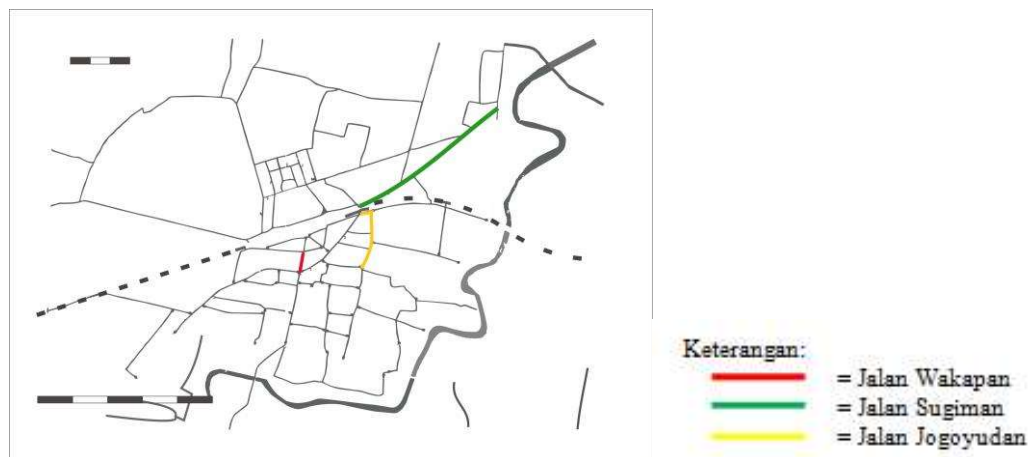 Keterangan:
= Jalan Wakapan
= Jalan Sugiman
= Jalan Jogoyudan